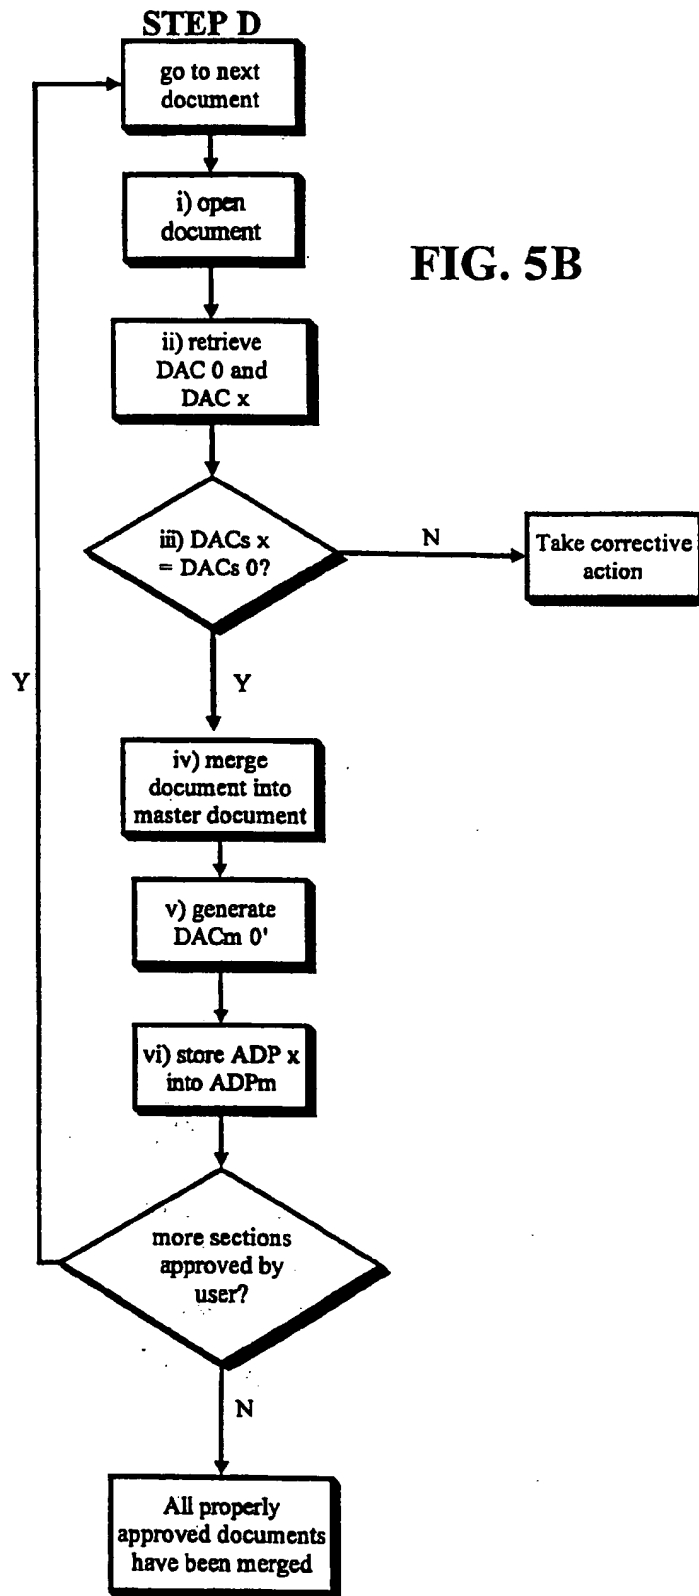 STEP D
go to next
document
i) open
document
FIG. 5B
ii) retrieve
DAC 0 and
DAC x
iii) DACs x
= DACs 0?
N
Take corrective
action
Y
Y
iv) merge
document into
master document
v) generate
DACm 0'
vi) store ADP x
into ADPm
more sections
approved by
user?
N
All properly
approved documents
have been merged